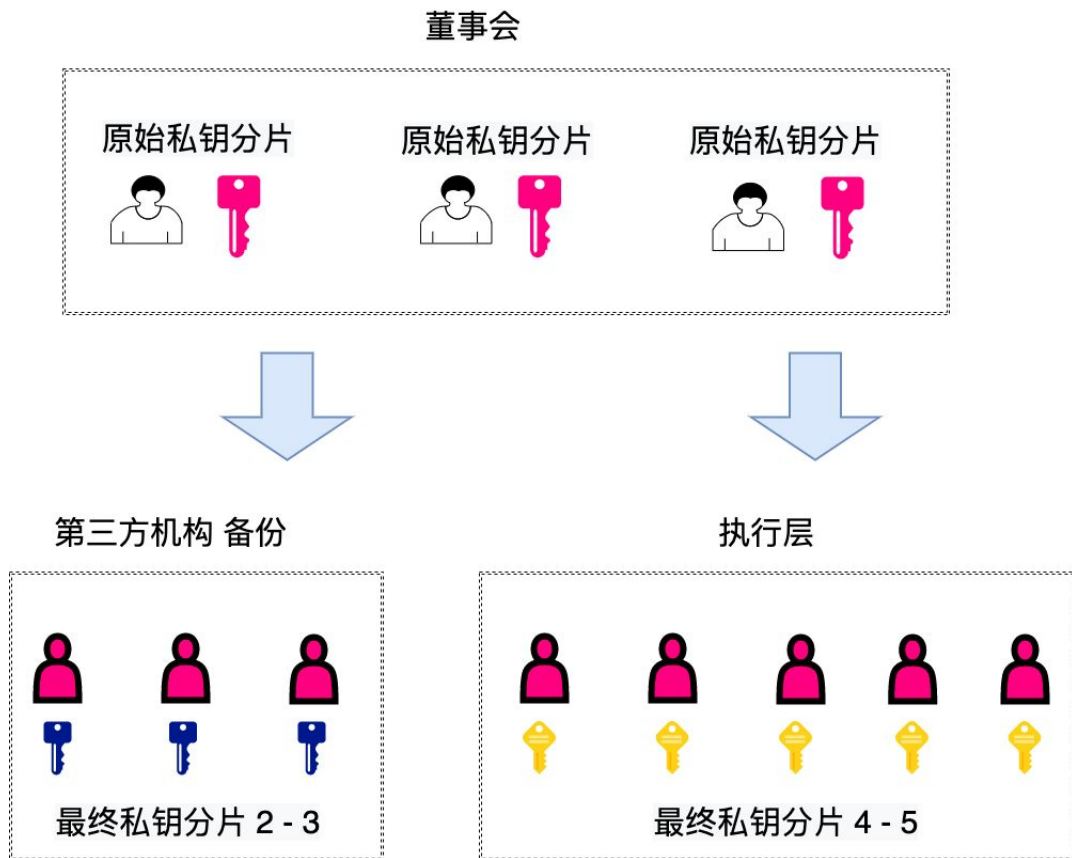 董事会
原始私钥分片
原始私钥分片
原始私钥分片
第三方机构 备份
执行层
最终私钥分片 2 - 3
最终私钥分片 4 - 5